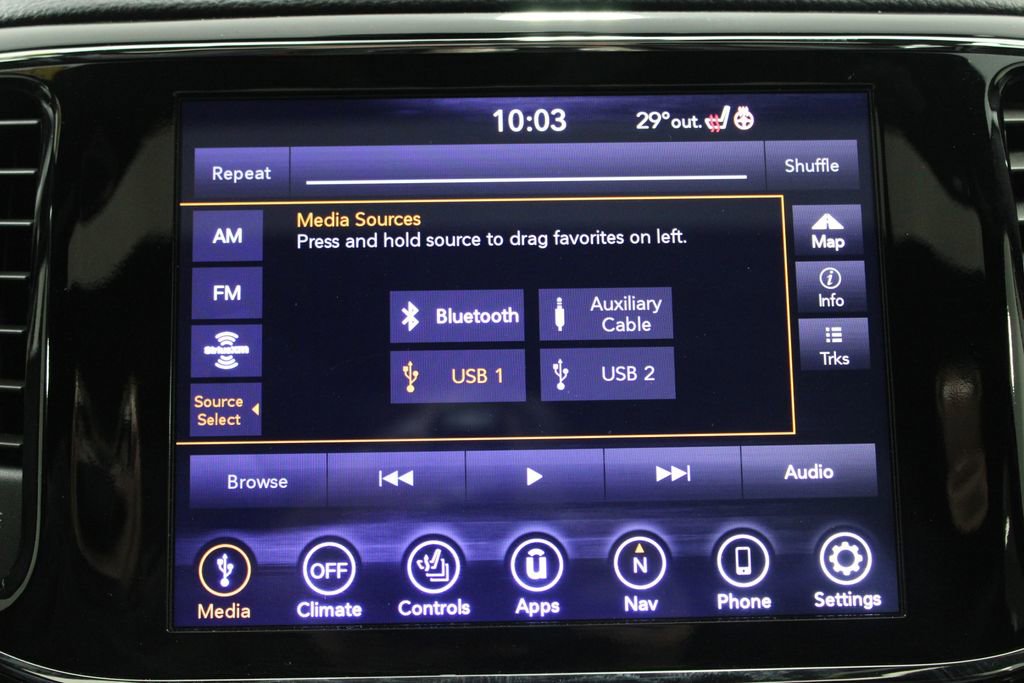 10:03 29° out.
Repeat Shuffle
Media Sources
Press and hold source to drag favorites on left.
AM
FM
SiriusXM
Source
Select
Bluetooth
Auxiliary
Cable
USB 1
USB 2
Map
Info
Trks
Browse Audio
OFF
N
Media Climate Controls Apps Nav Phone Settings